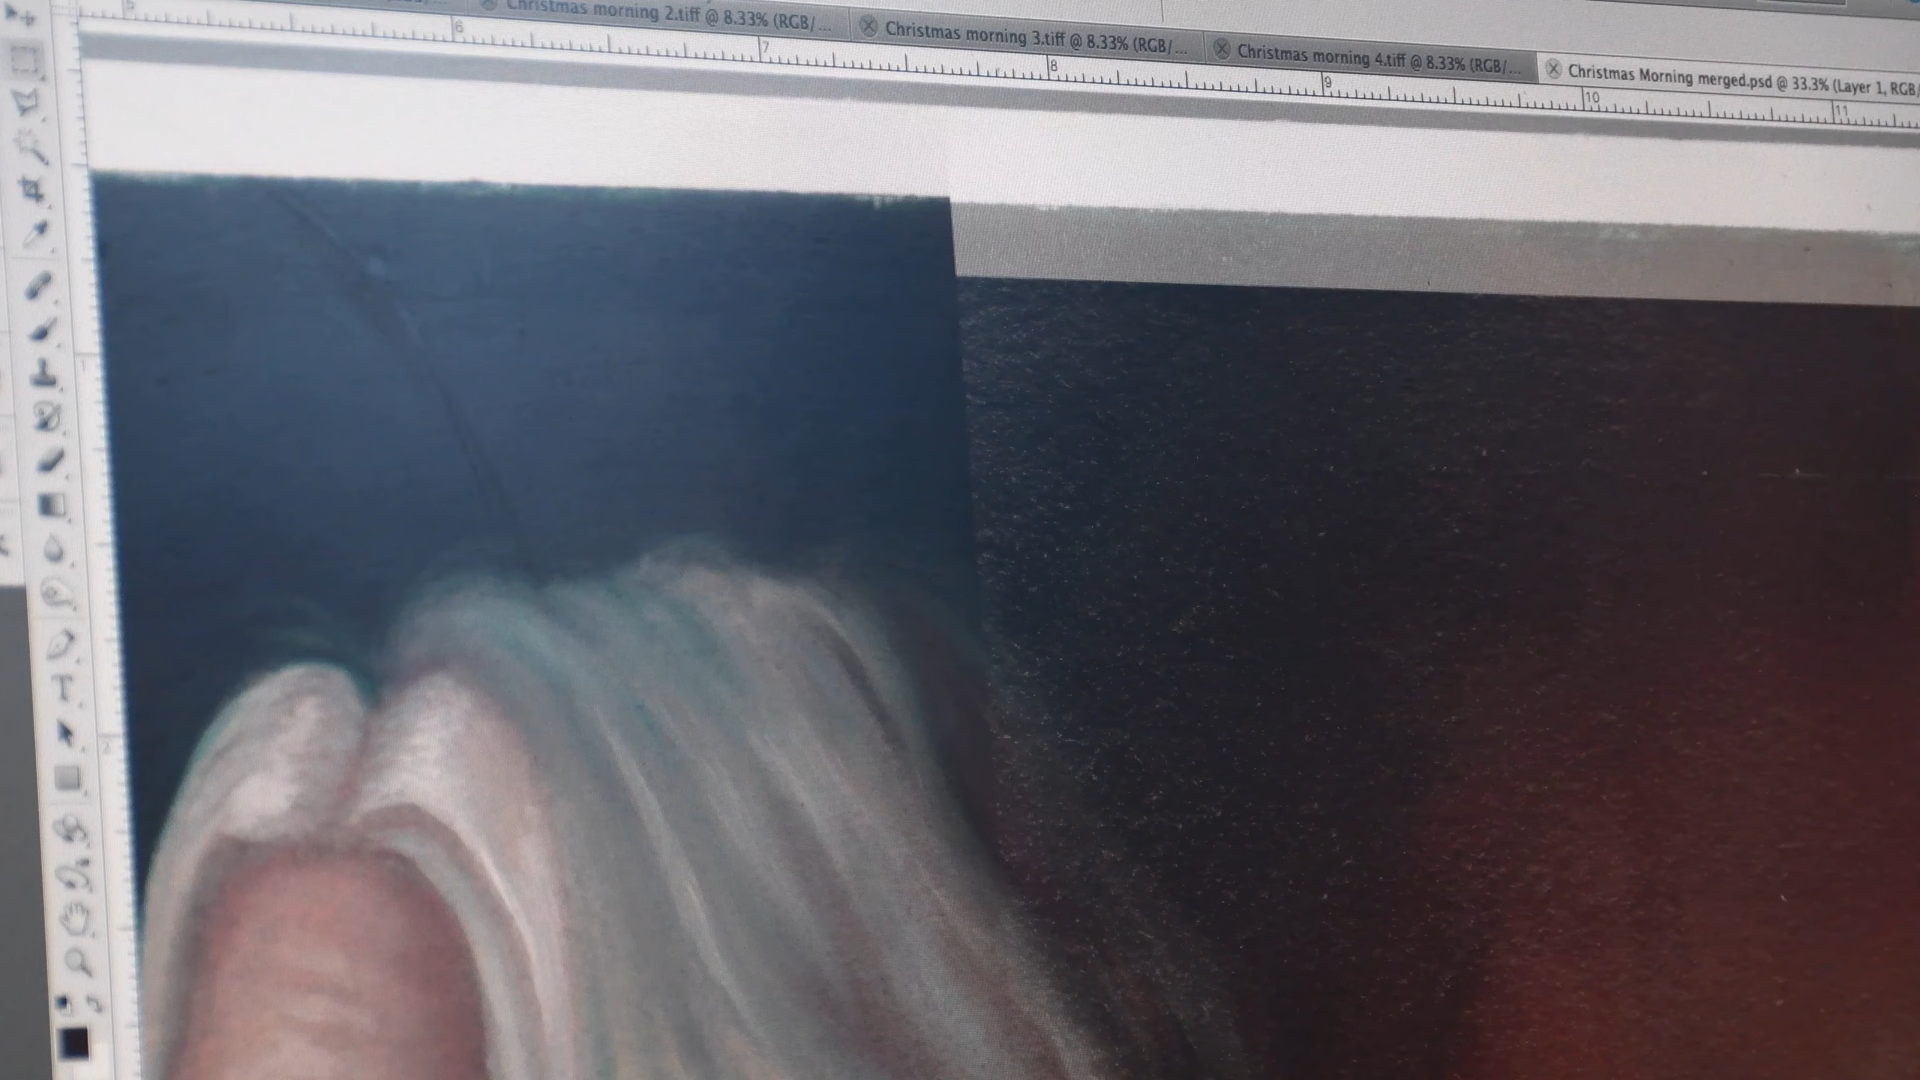 Christmas morning 2.tiff @ 8.33% (RGB/...
Christmas morning 3.tiff @ 8.33% (RGB/...
Christmas morning 4.tiff @ 8.33% (RGB/...
Christmas Morning merged.psd @ 33.3% (Layer 1, RGB/
5 6 7 8 9 10 11